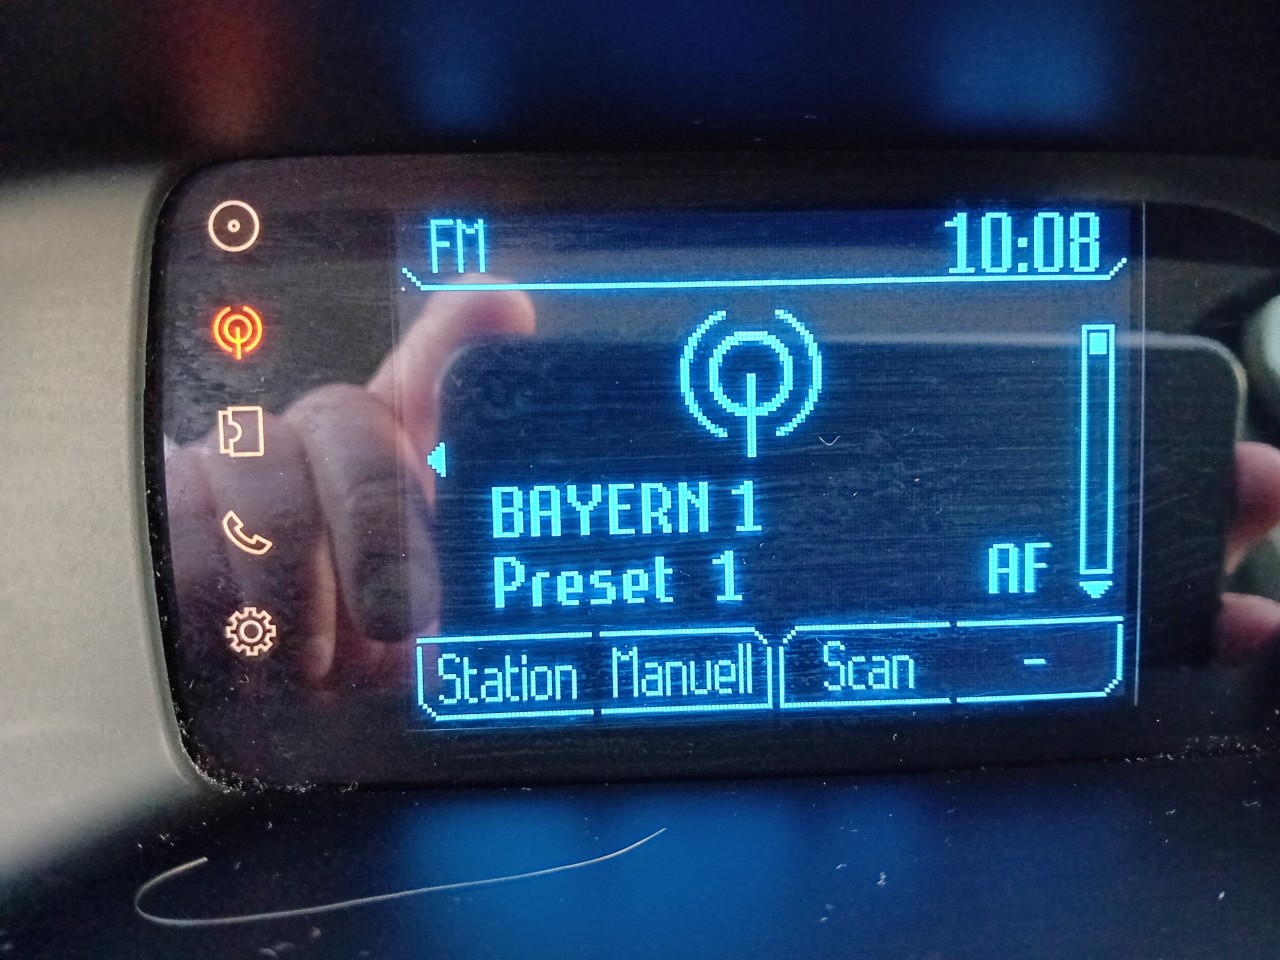 FM 10:08
BAYERN 1
Preset 1 AF
Station Manuell Scan -